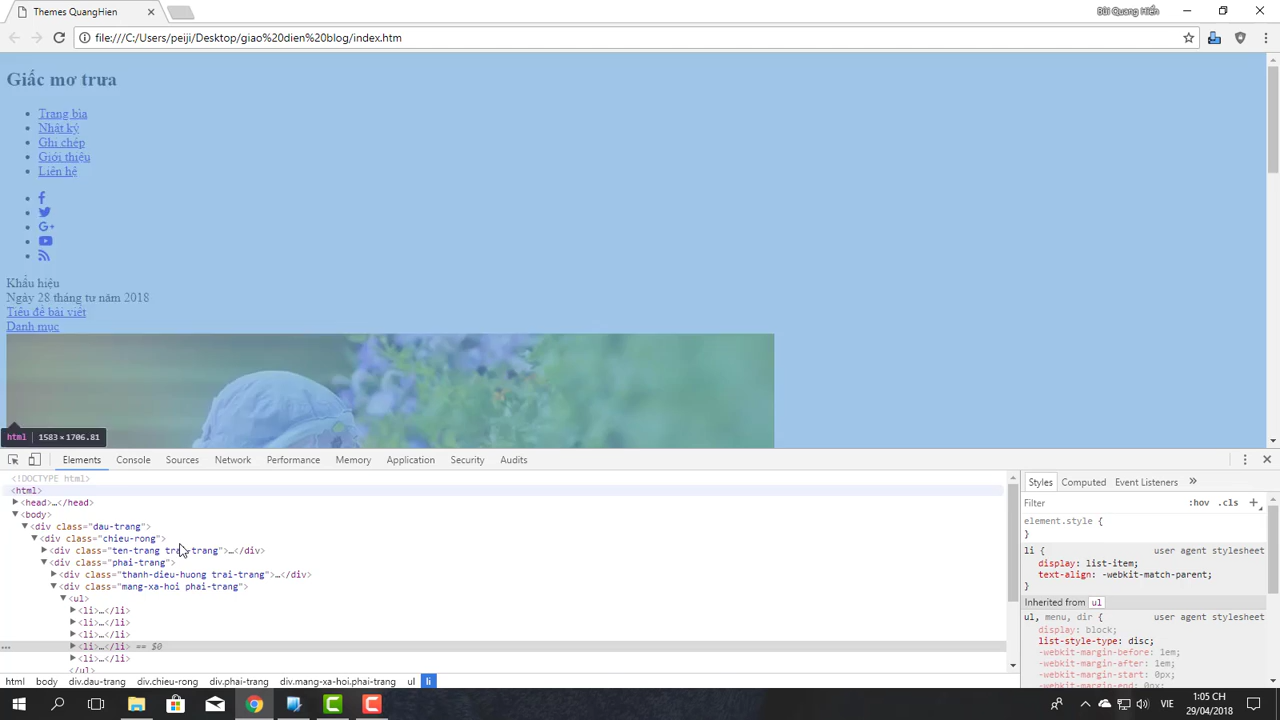 Themes QuangHien
Bùi Quang Hiển
file:///C:/Users/peiji/Desktop/giao%20dien%20blog/index.htm
Giấc mơ trưa
Trang bìa
Nhật ký
Ghi chép
Giới thiệu
Liên hệ
Khẩu hiệu
Ngày 28 tháng tư năm 2018
Tiêu đề bài viết
Danh mục
html 1583 × 1706.81
Elements Console Sources Network Performance Memory Application Security Audits
<!DOCTYPE html>
<html>
<head>…</head>
<body>
<div class="dau-trang">
<div class="chieu-rong">
<div class="ten-trang trai-trang">…</div>
<div class="phai-trang">
<div class="thanh-dieu-huong trai-trang">…</div>
<div class="mang-xa-hoi phai-trang">
<ul>
<li>…</li>
<li>…</li>
<li>…</li>
... <li>…</li> == $0
<li>…</li>
</ul>
html body div.dau-trang div.chieu-rong div.phai-trang div.mang-xa-hoi.phai-trang ul li
Styles Computed Event Listeners »
Filter :hov .cls +
element.style {
}
li { user agent stylesheet
display: list-item;
text-align: -webkit-match-parent;
}
Inherited from ul
ul, menu, dir { user agent stylesheet
display: block;
list-style-type: disc;
-webkit-margin-before: 1em;
-webkit-margin-after: 1em;
-webkit-margin-start: 0px;
-webkit-margin-end: 0px;
VIE
1:05 CH
29/04/2018